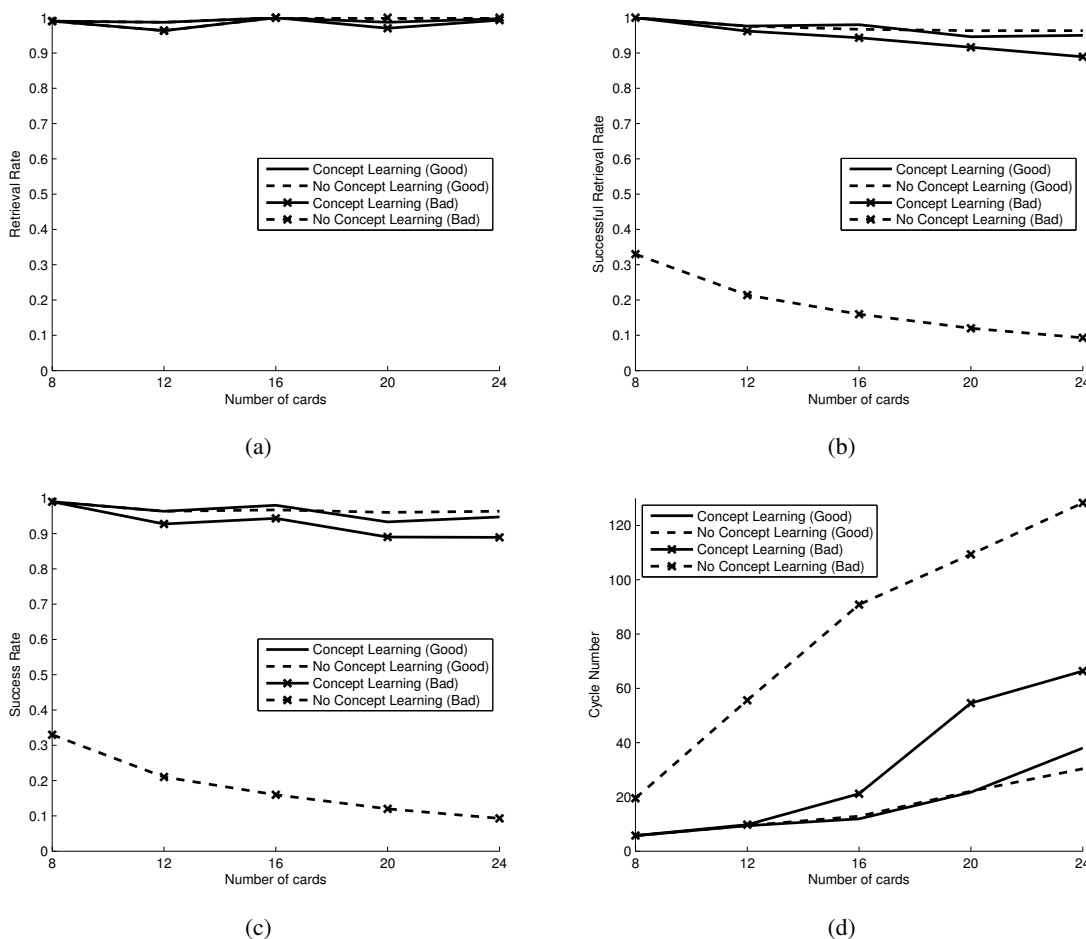 1
0.9
0.8
0.7
0.6
0.5
0.4
0.3
0.2
0.1
0
8
12
16
20
24
Retrieval Rate
Number of cards
Concept Learning (Good)
No Concept Learning (Good)
Concept Learning (Bad)
No Concept Learning (Bad)
(a)
1
0.9
0.8
0.7
0.6
0.5
0.4
0.3
0.2
0.1
0
8
12
16
20
24
Successful Retrieval Rate
Number of cards
Concept Learning (Good)
No Concept Learning (Good)
Concept Learning (Bad)
No Concept Learning (Bad)
(b)
1
0.9
0.8
0.7
0.6
0.5
0.4
0.3
0.2
0.1
0
8
12
16
20
24
Success Rate
Number of cards
Concept Learning (Good)
No Concept Learning (Good)
Concept Learning (Bad)
No Concept Learning (Bad)
(c)
120
100
80
60
40
20
0
8
12
16
20
24
Cycle Number
Number of cards
Concept Learning (Good)
No Concept Learning (Good)
Concept Learning (Bad)
No Concept Learning (Bad)
(d)